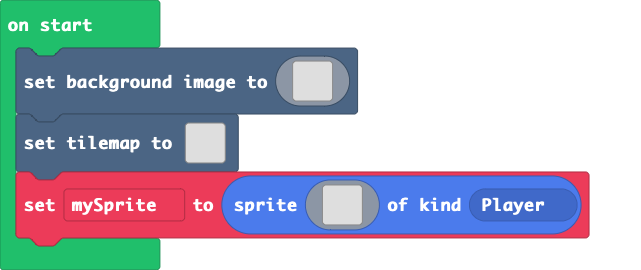 on start
set background image to
set tilemap to
set mySprite to sprite of kind Player